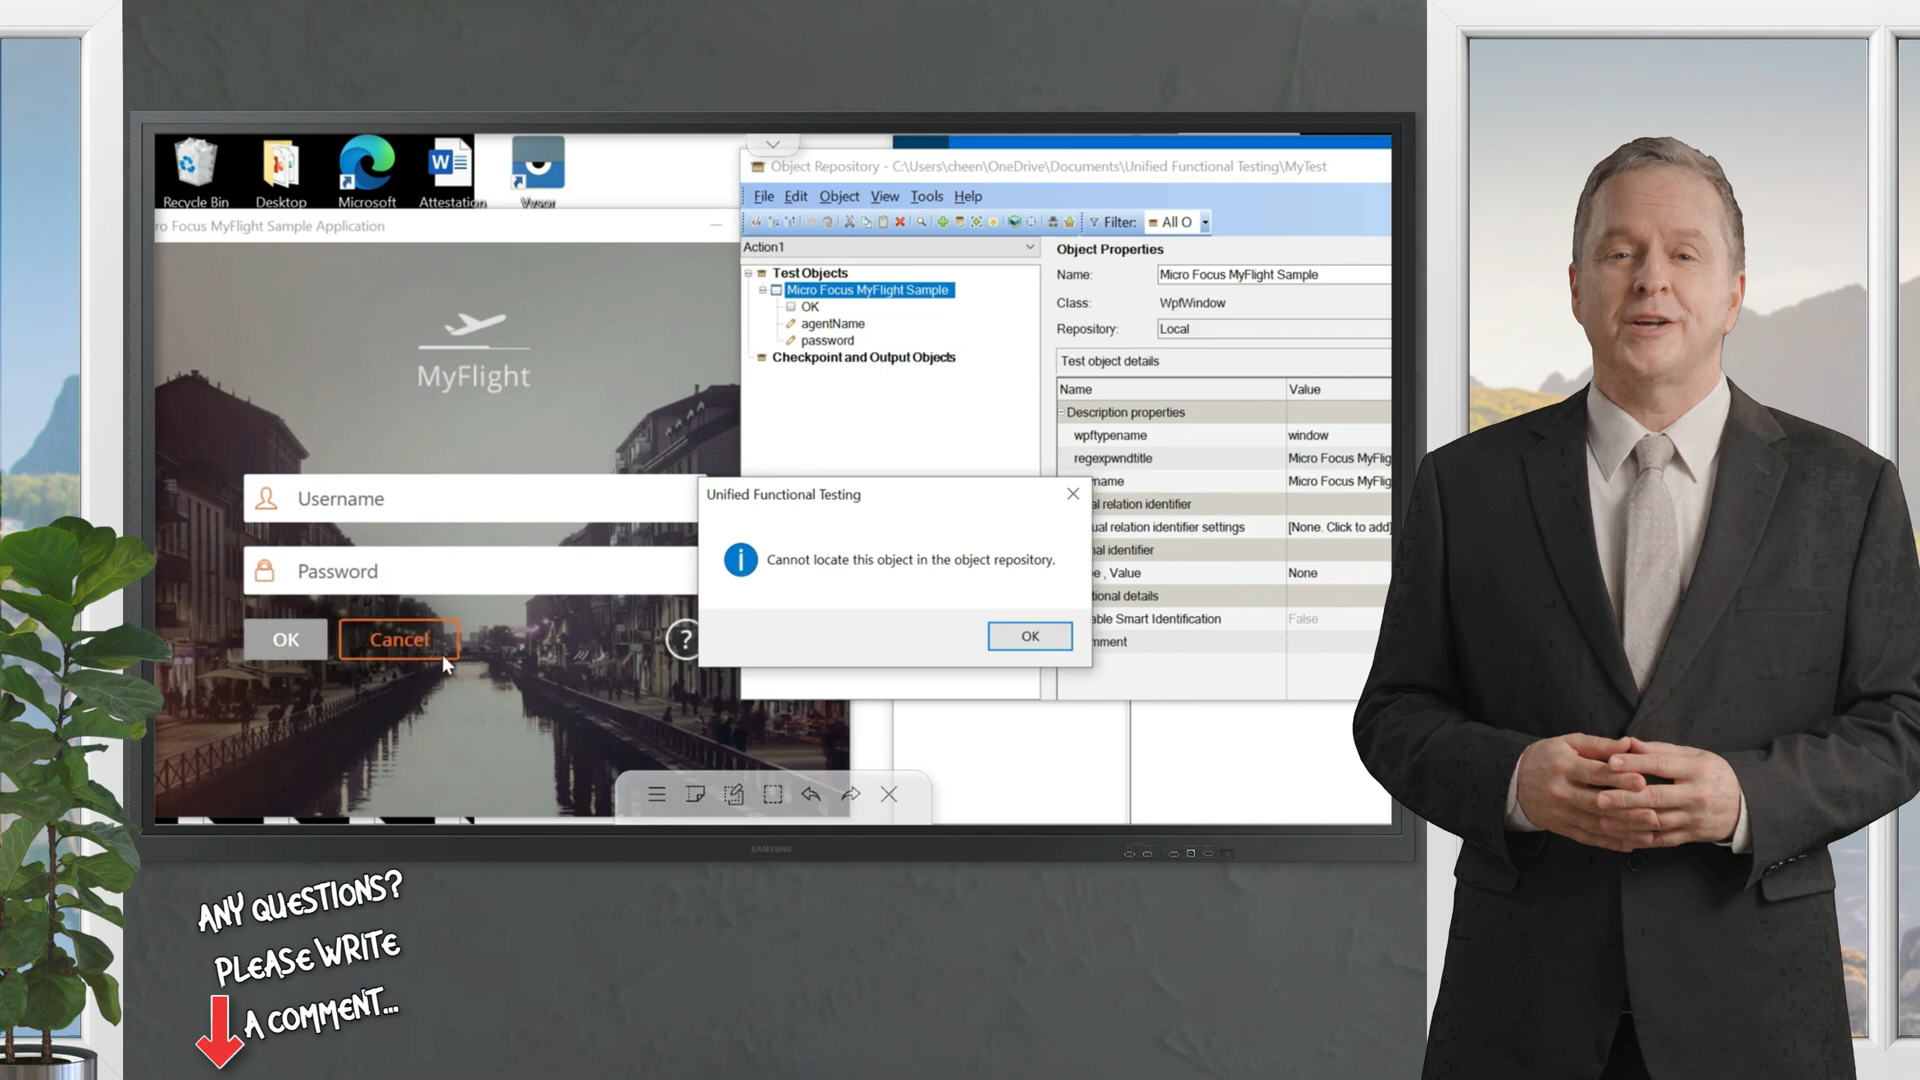 Recycle Bin
Desktop
Microsoft
Attestation
Vysor
ro Focus MyFlight Sample Application
MyFlight
Username
Password
OK
Cancel
?
Object Repository - C:\Users\cheen\OneDrive\Documents\Unified Functional Testing\MyTest
File Edit Object View Tools Help
Filter: All O
Action1
Test Objects
Micro Focus MyFlight Sample
OK
agentName
password
Checkpoint and Output Objects
Object Properties
Name: Micro Focus MyFlight Sample
Class: WpfWindow
Repository: Local
Test object details
Name Value
Description properties
wpftypename window
regexpwndtitle Micro Focus MyFlig
name Micro Focus MyFlig
al relation identifier
ual relation identifier settings [None. Click to add]
nal identifier
e , Value None
tional details
able Smart Identification False
mment
Unified Functional Testing
Cannot locate this object in the object repository.
OK
SAMSUNG
ANY QUESTIONS?
PLEASE WRITE
A COMMENT...